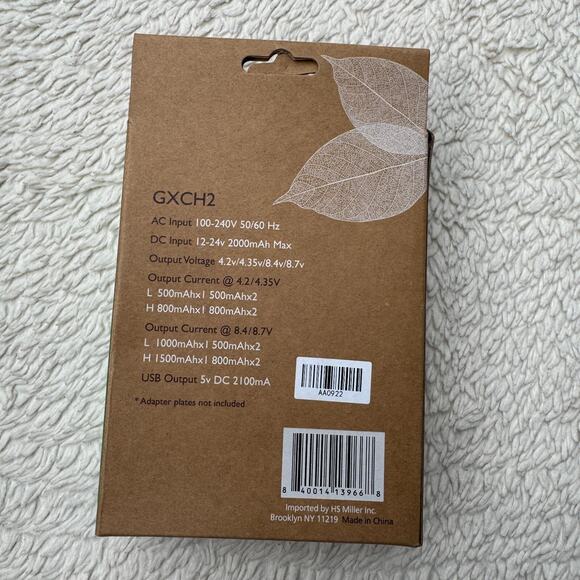 GXCH2
AC Input 100-240V 50/60 Hz
DC Input 12-24v 2000mAh Max
Output Voltage 4.2v/4.35v/8.4v/8.7v
Output Current @ 4.2/4.35V
L 500mAhx1 500mAhx2
H 800mAhx1 800mAhx2
Output Current @ 8.4/8.7V
L 1000mAhx1 500mAhx2
H 1500mAhx1 800mAhx2
USB Output 5v DC 2100mA
* Adapter plates not included
AA0922
8 40014 13966 8
Imported by HS Miller Inc.
Brooklyn NY 11219 Made in China